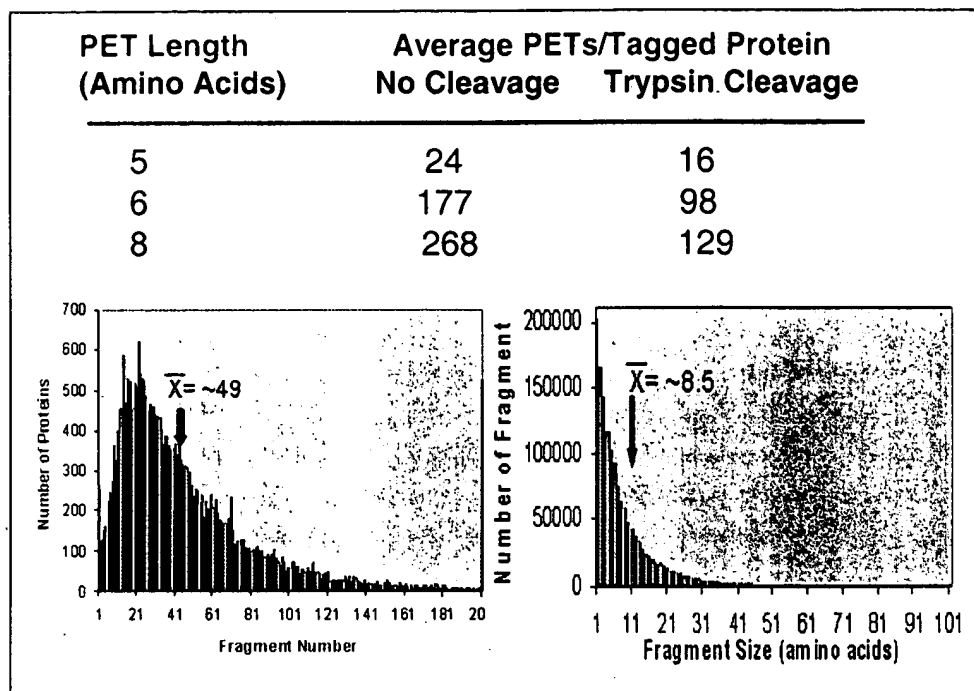 PET Length Average PETs/Tagged Protein
(Amino Acids) No Cleavage Trypsin Cleavage
5 24 16
6 177 98
8 268 129
700
600
500
400
300
200
100
0
Number of Proteins
X̅= ~49
1 21 41 61 81 101 121 141 161 181 20
Fragment Number
200000
150000
100000
50000
0
Number of Fragment
X̅= ~8.5
1 11 21 31 41 51 61 71 81 91 101
Fragment Size (amino acids)